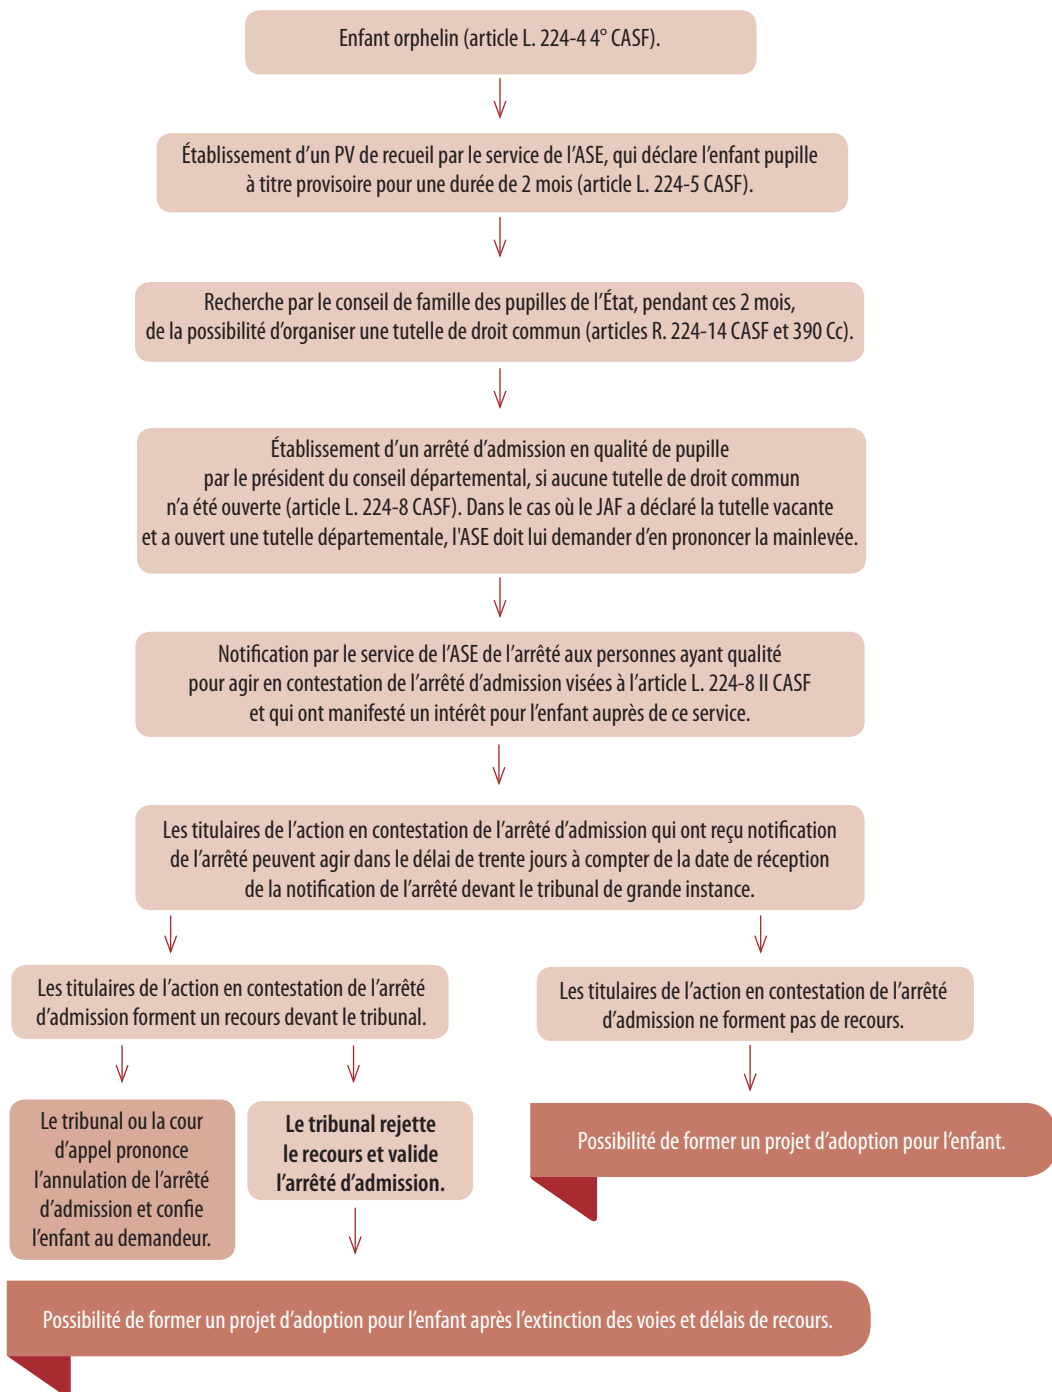 Enfant orphelin (article L. 224-4 4° CASF).
Établissement d’un PV de recueil par le service de l’ASE, qui déclare l’enfant pupille
à titre provisoire pour une durée de 2 mois (article L. 224-5 CASF).
Recherche par le conseil de famille des pupilles de l’État, pendant ces 2 mois,
de la possibilité d’organiser une tutelle de droit commun (articles R. 224-14 CASF et 390 Cc).
Établissement d’un arrêté d’admission en qualité de pupille
par le président du conseil départemental, si aucune tutelle de droit commun
n’a été ouverte (article L. 224-8 CASF). Dans le cas où le JAF a déclaré la tutelle vacante
et a ouvert une tutelle départementale, l'ASE doit lui demander d’en prononcer la mainlevée.
Notification par le service de l’ASE de l’arrêté aux personnes ayant qualité
pour agir en contestation de l’arrêté d’admission visées à l’article L. 224-8 II CASF
et qui ont manifesté un intérêt pour l’enfant auprès de ce service.
Les titulaires de l’action en contestation de l’arrêté d’admission qui ont reçu notification
de l’arrêté peuvent agir dans le délai de trente jours à compter de la date de réception
de la notification de l’arrêté devant le tribunal de grande instance.
Les titulaires de l’action en contestation de l’arrêté
d’admission forment un recours devant le tribunal.
Les titulaires de l’action en contestation de l’arrêté
d’admission ne forment pas de recours.
Le tribunal ou la cour
d’appel prononce
l’annulation de l’arrêté
d’admission et confie
l’enfant au demandeur.
Le tribunal rejette
le recours et valide
l’arrêté d’admission.
Possibilité de former un projet d’adoption pour l’enfant.
Possibilité de former un projet d’adoption pour l’enfant après l’extinction des voies et délais de recours.